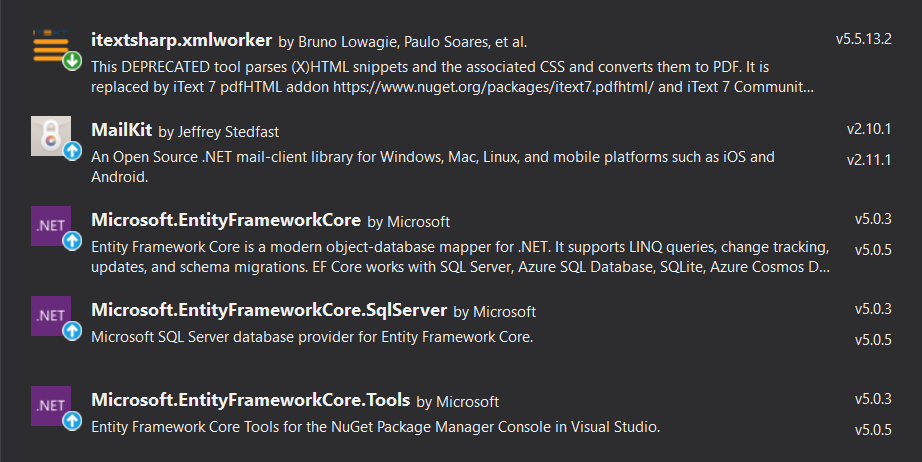 itextsharp.xmlworker by Bruno Lowagie, Paulo Soares, et al. v5.5.13.2
This DEPRECATED tool parses (X)HTML snippets and the associated CSS and converts them to PDF. It is
replaced by iText 7 pdfHTML addon https://www.nuget.org/packages/itext7.pdfhtml/ and iText 7 Communit...
MailKit by Jeffrey Stedfast v2.10.1
An Open Source .NET mail-client library for Windows, Mac, Linux, and mobile platforms such as iOS and v2.11.1
Android.
.NET Microsoft.EntityFrameworkCore by Microsoft v5.0.3
Entity Framework Core is a modern object-database mapper for .NET. It supports LINQ queries, change tracking, v5.0.5
updates, and schema migrations. EF Core works with SQL Server, Azure SQL Database, SQLite, Azure Cosmos D...
.NET Microsoft.EntityFrameworkCore.SqlServer by Microsoft v5.0.3
Microsoft SQL Server database provider for Entity Framework Core. v5.0.5
.NET Microsoft.EntityFrameworkCore.Tools by Microsoft v5.0.3
Entity Framework Core Tools for the NuGet Package Manager Console in Visual Studio. v5.0.5